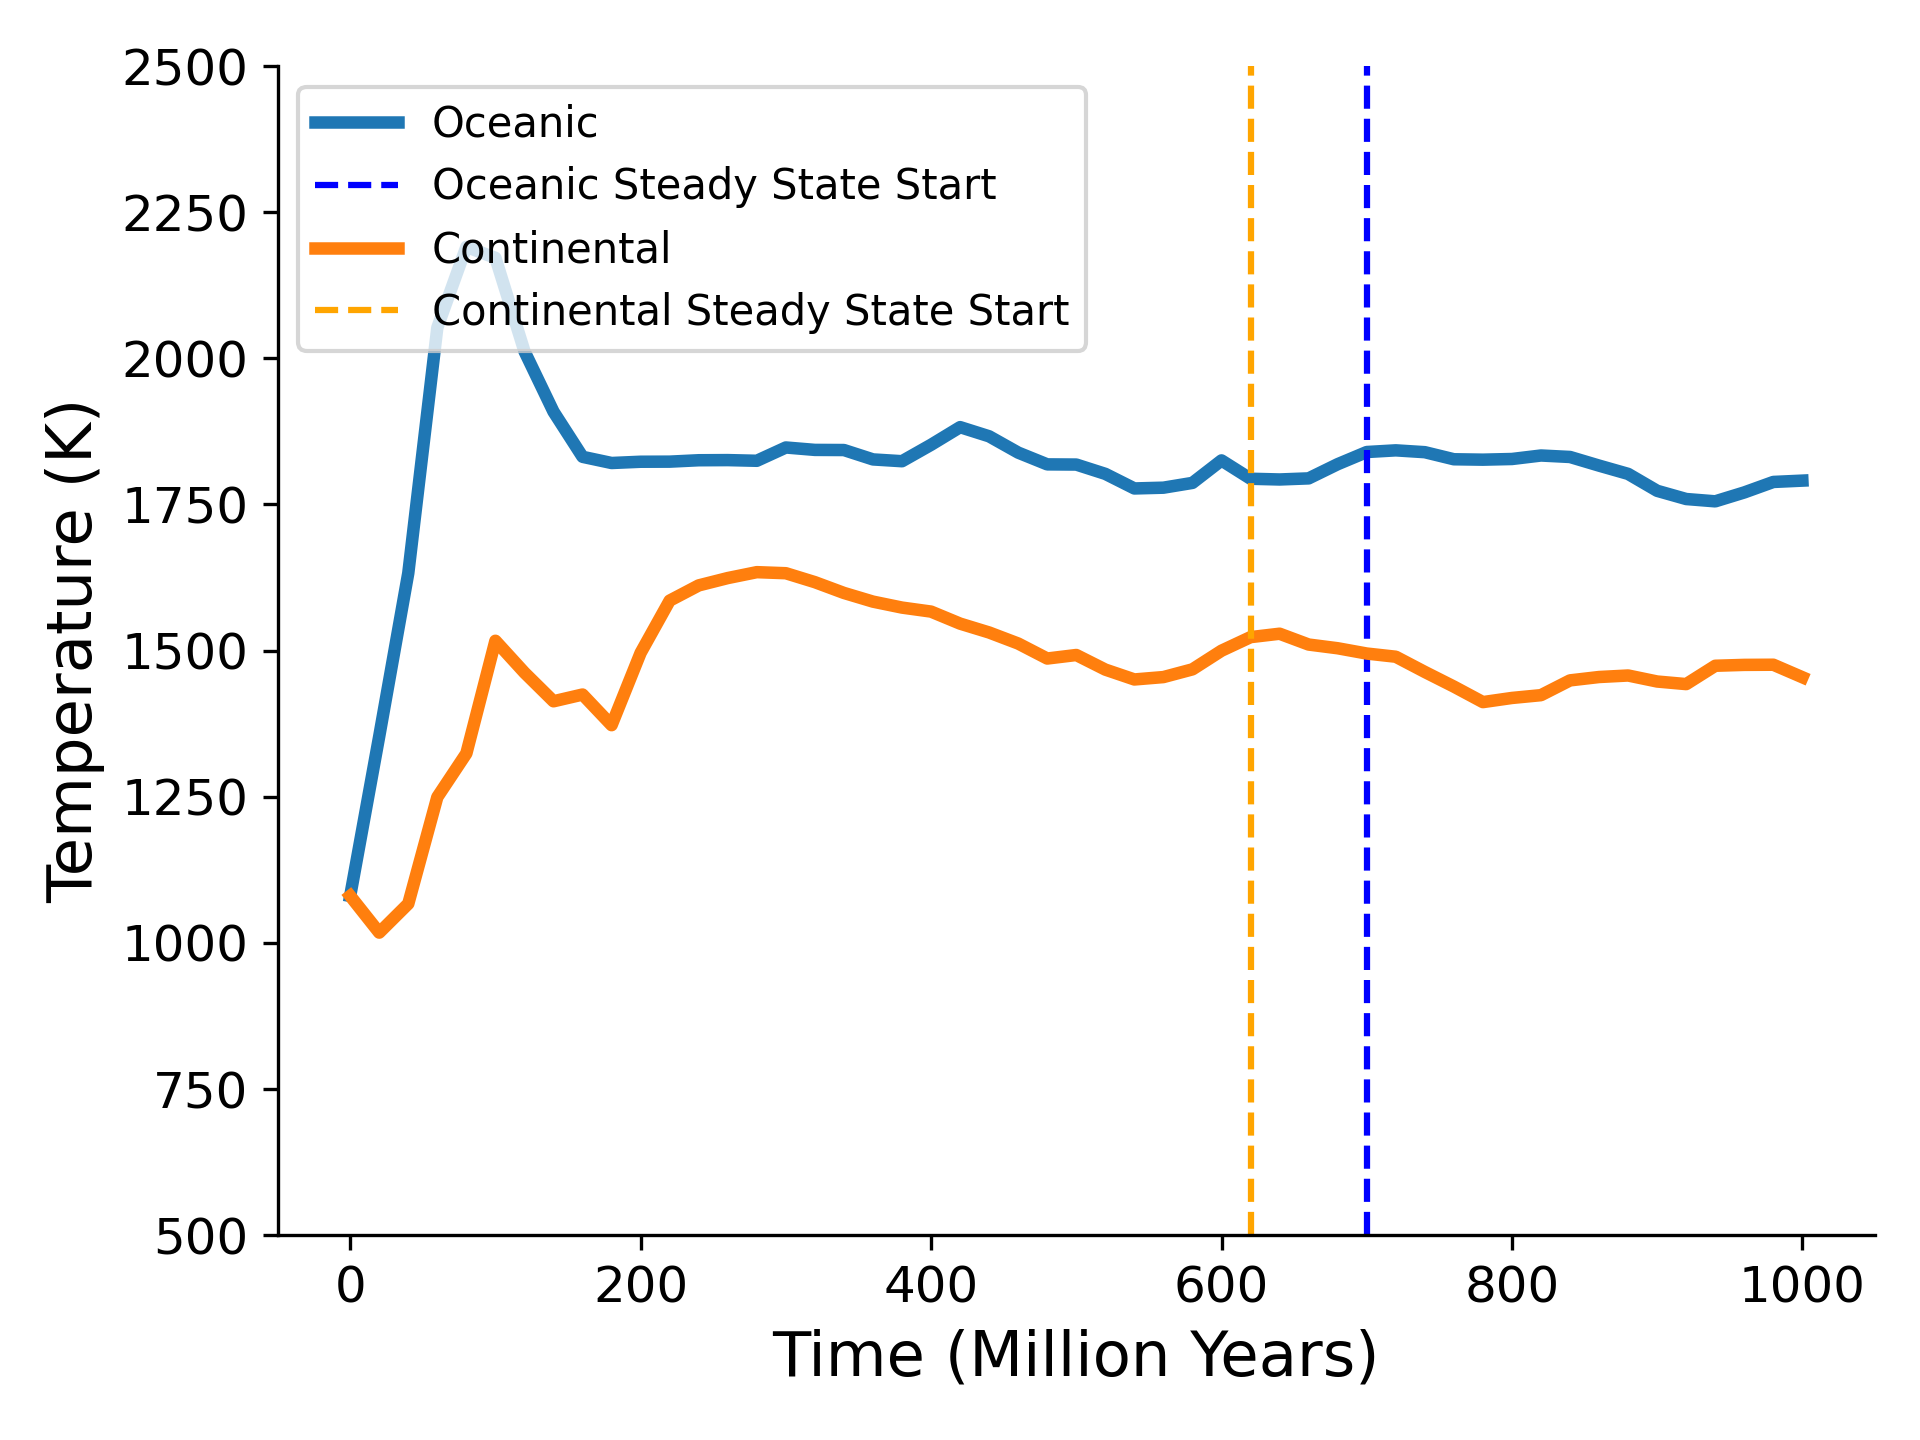 2500
2250
2000
1750
1500
1250
1000
750
500
Temperature (K)
Oceanic
Oceanic Steady State Start
Continental
Continental Steady State Start
0 200 400 600 800 1000
Time (Million Years)